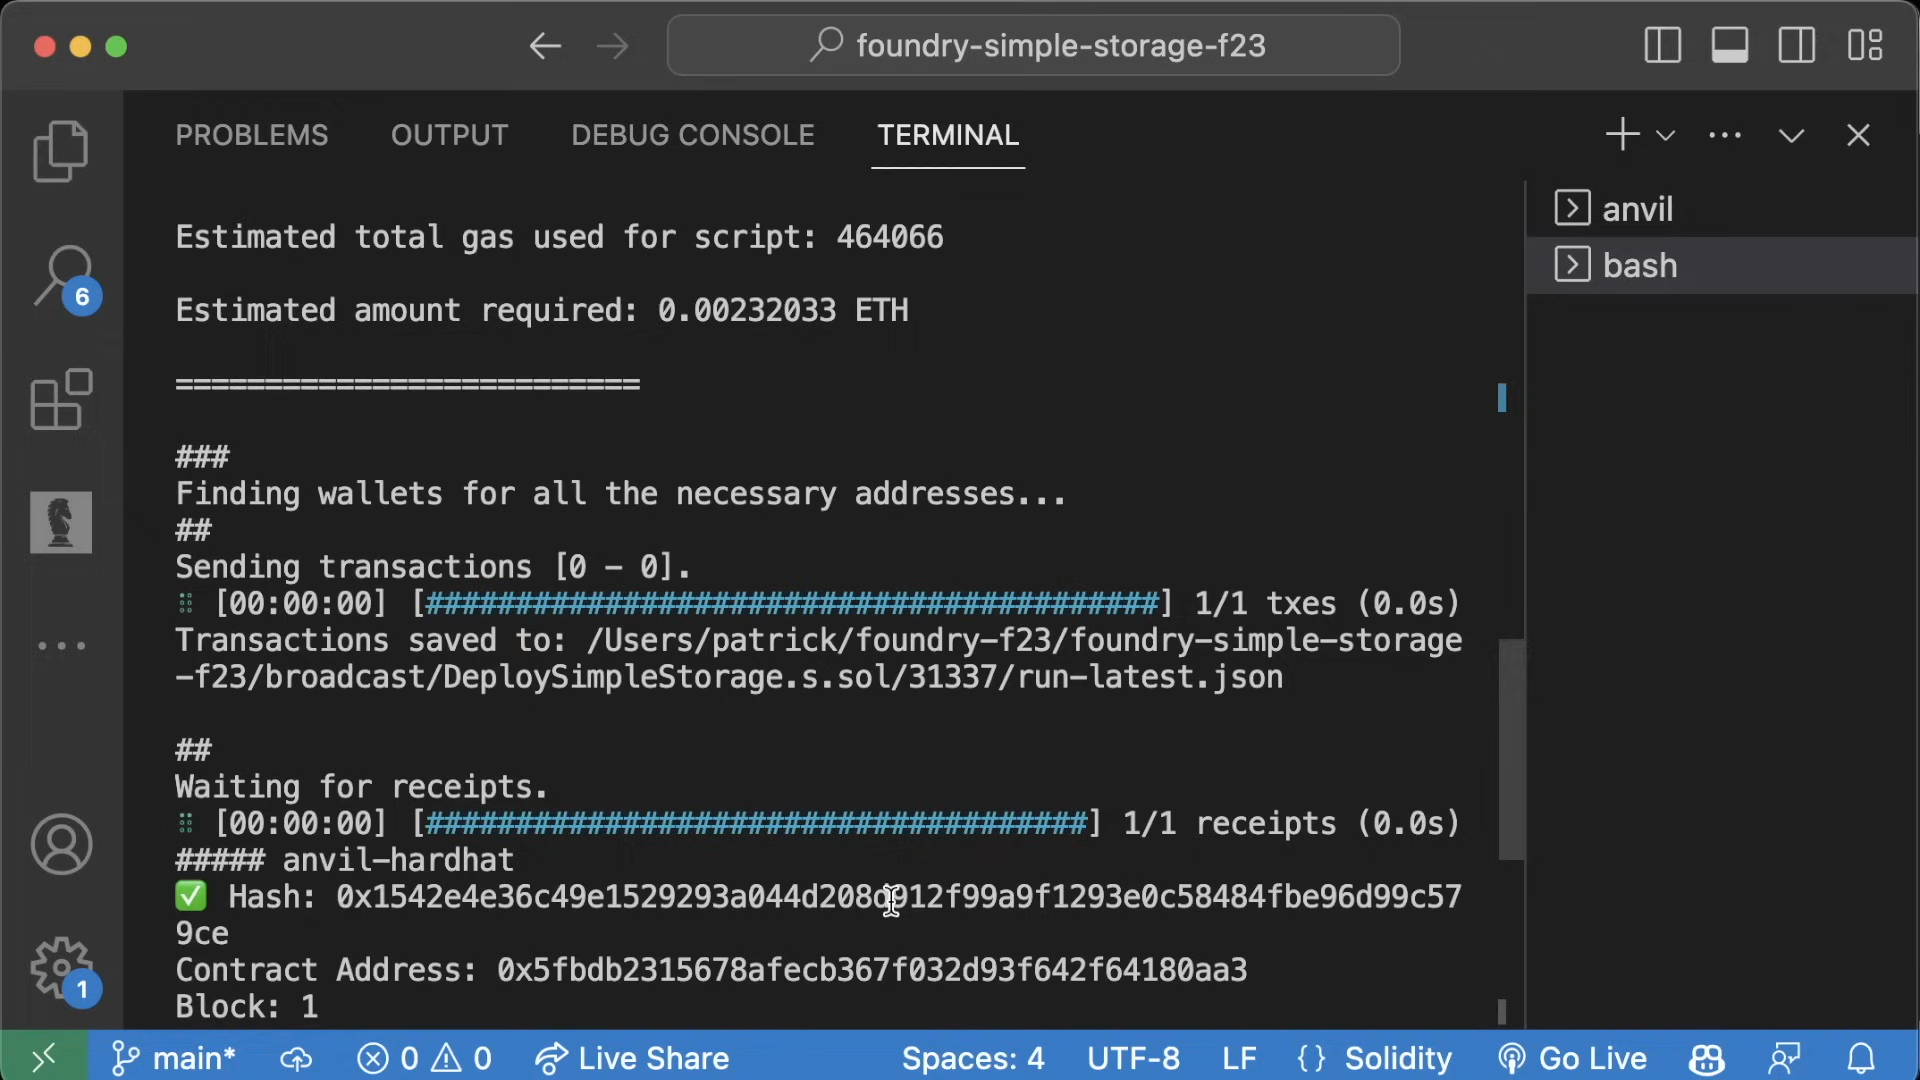 foundry-simple-storage-f23
PROBLEMS OUTPUT DEBUG CONSOLE TERMINAL
anvil
bash
6
1
Estimated total gas used for script: 464066
Estimated amount required: 0.00232033 ETH
==========================
###
Finding wallets for all the necessary addresses...
##
Sending transactions [0 - 0].
[00:00:00] [#########################################] 1/1 txes (0.0s)
Transactions saved to: /Users/patrick/foundry-f23/foundry-simple-storage
-f23/broadcast/DeploySimpleStorage.s.sol/31337/run-latest.json
##
Waiting for receipts.
[00:00:00] [#####################################] 1/1 receipts (0.0s)
##### anvil-hardhat
✅ Hash: 0x1542e4e36c49e1529293a044d208d912f99a9f1293e0c58484fbe96d99c57
9ce
Contract Address: 0x5fbdb2315678afecb367f032d93f642f64180aa3
Block: 1
main* 0 0 Live Share Spaces: 4 UTF-8 LF {} Solidity Go Live